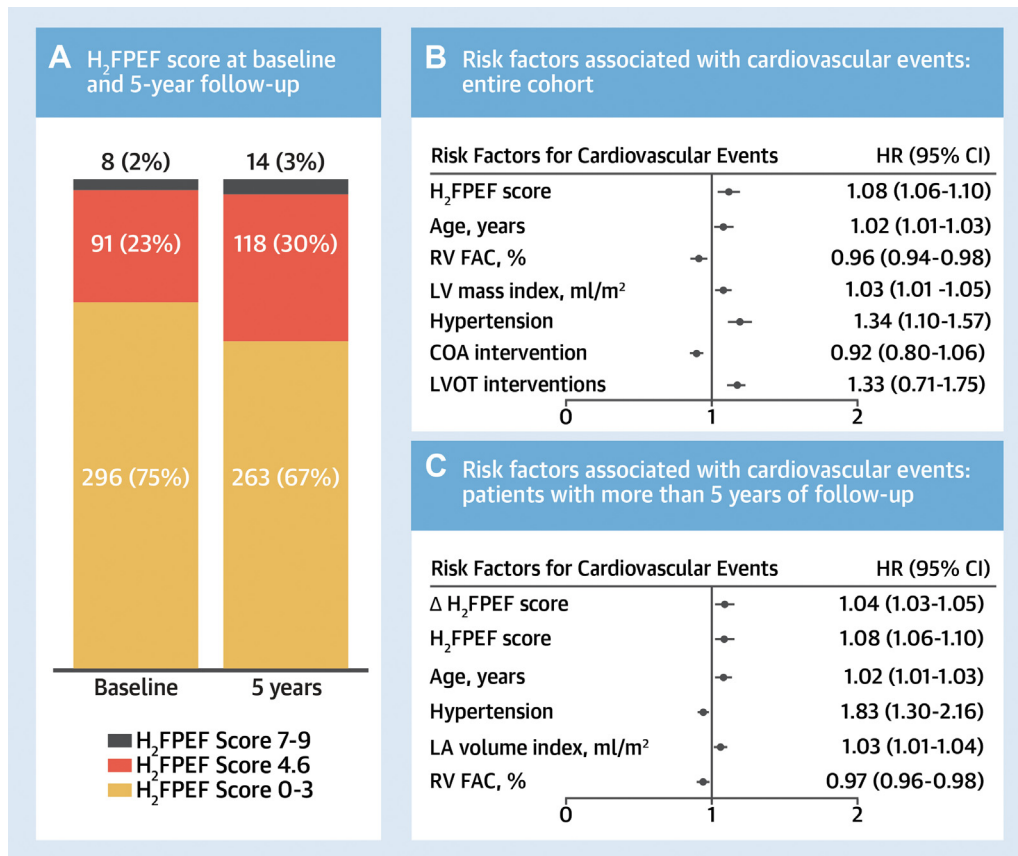 A H₂FPEF score at baseline
and 5-year follow-up
8 (2%) 14 (3%)
91 (23%) 118 (30%)
296 (75%) 263 (67%)
Baseline 5 years
H₂FPEF Score 7-9
H₂FPEF Score 4.6
H₂FPEF Score 0-3
B Risk factors associated with cardiovascular events:
entire cohort
Risk Factors for Cardiovascular Events HR (95% CI)
H₂FPEF score 1.08 (1.06-1.10)
Age, years 1.02 (1.01-1.03)
RV FAC, % 0.96 (0.94-0.98)
LV mass index, ml/m² 1.03 (1.01 -1.05)
Hypertension 1.34 (1.10-1.57)
COA intervention 0.92 (0.80-1.06)
LVOT interventions 1.33 (0.71-1.75)
0 1 2
C Risk factors associated with cardiovascular events:
patients with more than 5 years of follow-up
Risk Factors for Cardiovascular Events HR (95% CI)
Δ H₂FPEF score 1.04 (1.03-1.05)
H₂FPEF score 1.08 (1.06-1.10)
Age, years 1.02 (1.01-1.03)
Hypertension 1.83 (1.30-2.16)
LA volume index, ml/m² 1.03 (1.01-1.04)
RV FAC, % 0.97 (0.96-0.98)
0 1 2